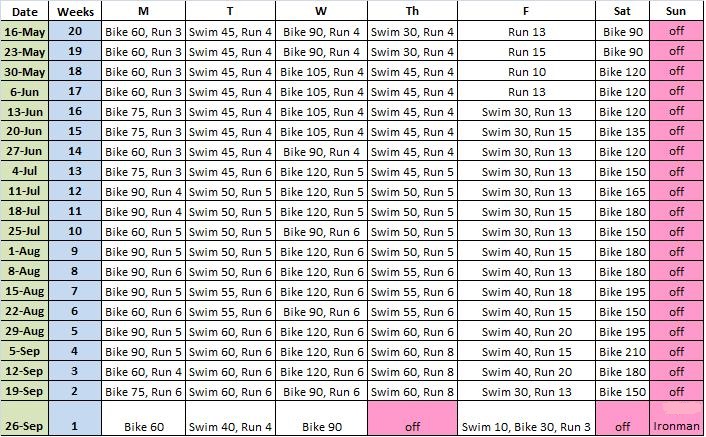 Date Weeks M T W Th F Sat Sun
16-May 20 Bike 60, Run 3 Swim 45, Run 4 Bike 90, Run 4 Swim 30, Run 4 Run 13 Bike 90 off
23-May 19 Bike 60, Run 3 Swim 45, Run 4 Bike 90, Run 4 Swim 30, Run 4 Run 15 Bike 90 off
30-May 18 Bike 60, Run 3 Swim 45, Run 4 Bike 105, Run 4 Swim 45, Run 4 Run 10 Bike 120 off
6-Jun 17 Bike 60, Run 3 Swim 45, Run 4 Bike 105, Run 4 Swim 45, Run 4 Run 13 Bike 120 off
13-Jun 16 Bike 75, Run 3 Swim 45, Run 4 Bike 105, Run 4 Swim 45, Run 4 Swim 30, Run 13 Bike 120 off
20-Jun 15 Bike 75, Run 3 Swim 45, Run 4 Bike 105, Run 4 Swim 45, Run 4 Swim 30, Run 15 Bike 135 off
27-Jun 14 Bike 60, Run 3 Swim 45, Run 4 Bike 90, Run 4 Swim 45, Run 4 Swim 30, Run 13 Bike 120 off
4-Jul 13 Bike 75, Run 3 Swim 45, Run 6 Bike 120, Run 5 Swim 45, Run 5 Swim 30, Run 13 Bike 150 off
11-Jul 12 Bike 90, Run 4 Swim 50, Run 5 Bike 120, Run 5 Swim 50, Run 5 Swim 30, Run 15 Bike 165 off
18-Jul 11 Bike 90, Run 4 Swim 50, Run 5 Bike 120, Run 5 Swim 50, Run 5 Swim 30, Run 15 Bike 180 off
25-Jul 10 Bike 60, Run 5 Swim 50, Run 5 Bike 90, Run 6 Swim 50, Run 5 Swim 30, Run 13 Bike 150 off
1-Aug 9 Bike 90, Run 5 Swim 50, Run 5 Bike 120, Run 6 Swim 50, Run 5 Swim 40, Run 15 Bike 180 off
8-Aug 8 Bike 90, Run 6 Swim 55, Run 6 Bike 120, Run 6 Swim 55, Run 6 Swim 40, Run 13 Bike 180 off
15-Aug 7 Bike 90, Run 6 Swim 55, Run 6 Bike 120, Run 6 Swim 55, Run 6 Swim 40, Run 18 Bike 195 off
22-Aug 6 Bike 60, Run 6 Swim 55, Run 6 Bike 90, Run 6 Swim 55, Run 6 Swim 40, Run 15 Bike 150 off
29-Aug 5 Bike 90, Run 6 Swim 60, Run 6 Bike 120, Run 6 Swim 60, Run 6 Swim 40, Run 20 Bike 195 off
5-Sep 4 Bike 90, Run 5 Swim 60, Run 6 Bike 120, Run 6 Swim 60, Run 8 Swim 40, Run 15 Bike 210 off
12-Sep 3 Bike 60, Run 4 Swim 60, Run 6 Bike 120, Run 6 Swim 60, Run 8 Swim 40, Run 20 Bike 180 off
19-Sep 2 Bike 75, Run 6 Swim 60, Run 6 Bike 90, Run 6 Swim 60, Run 8 Swim 30, Run 13 Bike 150 off
26-Sep 1 Bike 60 Swim 40, Run 4 Bike 90 off Swim 10, Bike 30, Run 3 off Ironman